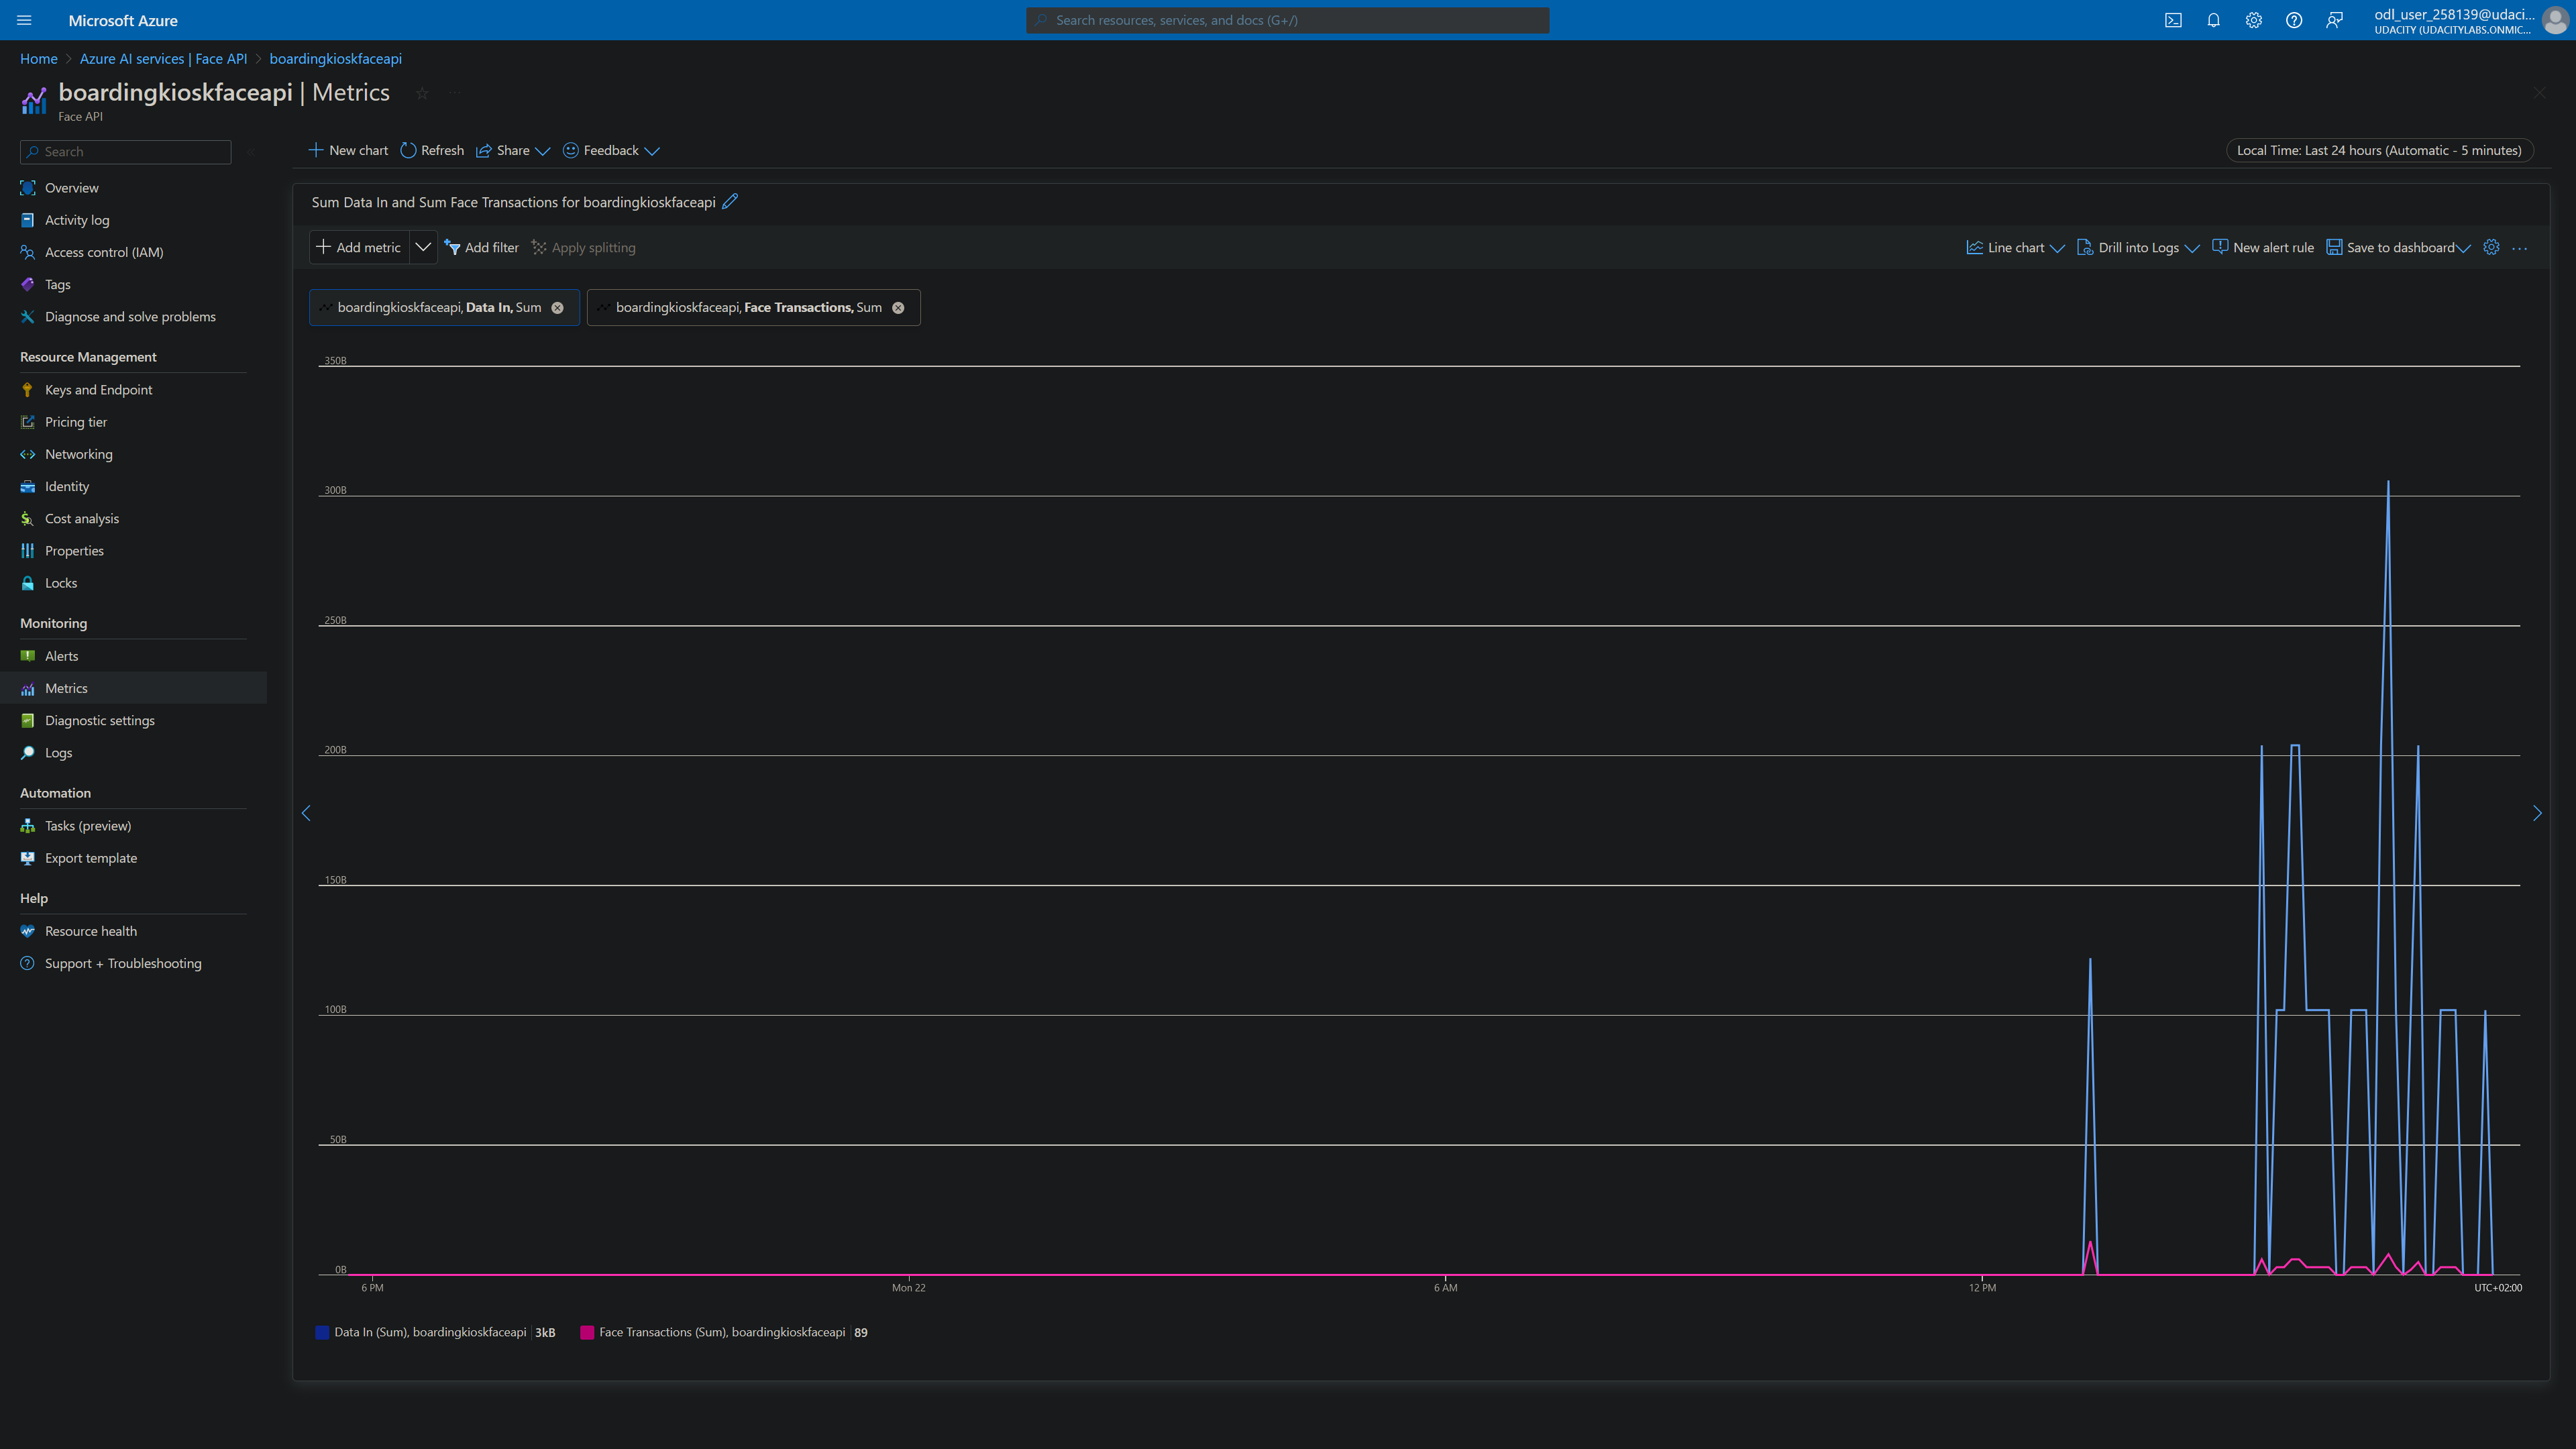 Microsoft Azure
Search resources, services, and docs (G+/)
odl_user_258139@udaci...
UDACITY (UDACITYLABS.ONMIC...
Home > Azure AI services | Face API > boardingkioskfaceapi
boardingkioskfaceapi | Metrics
Face API
Search
Overview
Activity log
Access control (IAM)
Tags
Diagnose and solve problems
Resource Management
Keys and Endpoint
Pricing tier
Networking
Identity
Cost analysis
Properties
Locks
Monitoring
Alerts
Metrics
Diagnostic settings
Logs
Automation
Tasks (preview)
Export template
Help
Resource health
Support + Troubleshooting
New chart Refresh Share Feedback
Local Time: Last 24 hours (Automatic - 5 minutes)
Sum Data In and Sum Face Transactions for boardingkioskfaceapi
Add metric Add filter Apply splitting
Line chart Drill into Logs New alert rule Save to dashboard
boardingkioskfaceapi, Data In, Sum
boardingkioskfaceapi, Face Transactions, Sum
350B
300B
250B
200B
150B
100B
50B
0B
6 PM Mon 22 6 AM 12 PM UTC+02:00
Data In (Sum), boardingkioskfaceapi | 3kB
Face Transactions (Sum), boardingkioskfaceapi | 89